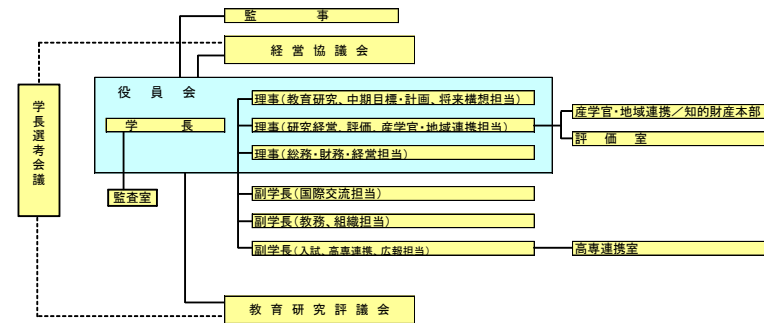 監事
経営協議会
役員会
学長選考会議
学長
理事(教育研究、中期目標・計画、将来構想担当)
理事(研究経営、評価、産学官・地域連携担当)
理事(総務・財務・経営担当)
産学官・地域連携／知的財産本部
評価室
監査室
副学長(国際交流担当)
副学長(教務、組織担当)
副学長(入試、高専連携、広報担当)
高専連携室
教育研究評議会